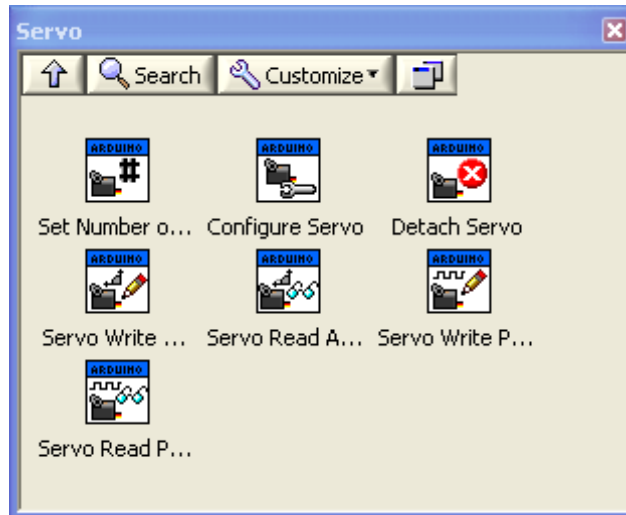 Servo
Search Customize
ARDUINO ARDUINO ARDUINO
#
Set Number o... Configure Servo Detach Servo
ARDUINO ARDUINO ARDUINO
Servo Write ... Servo Read A... Servo Write P...
ARDUINO
Servo Read P...